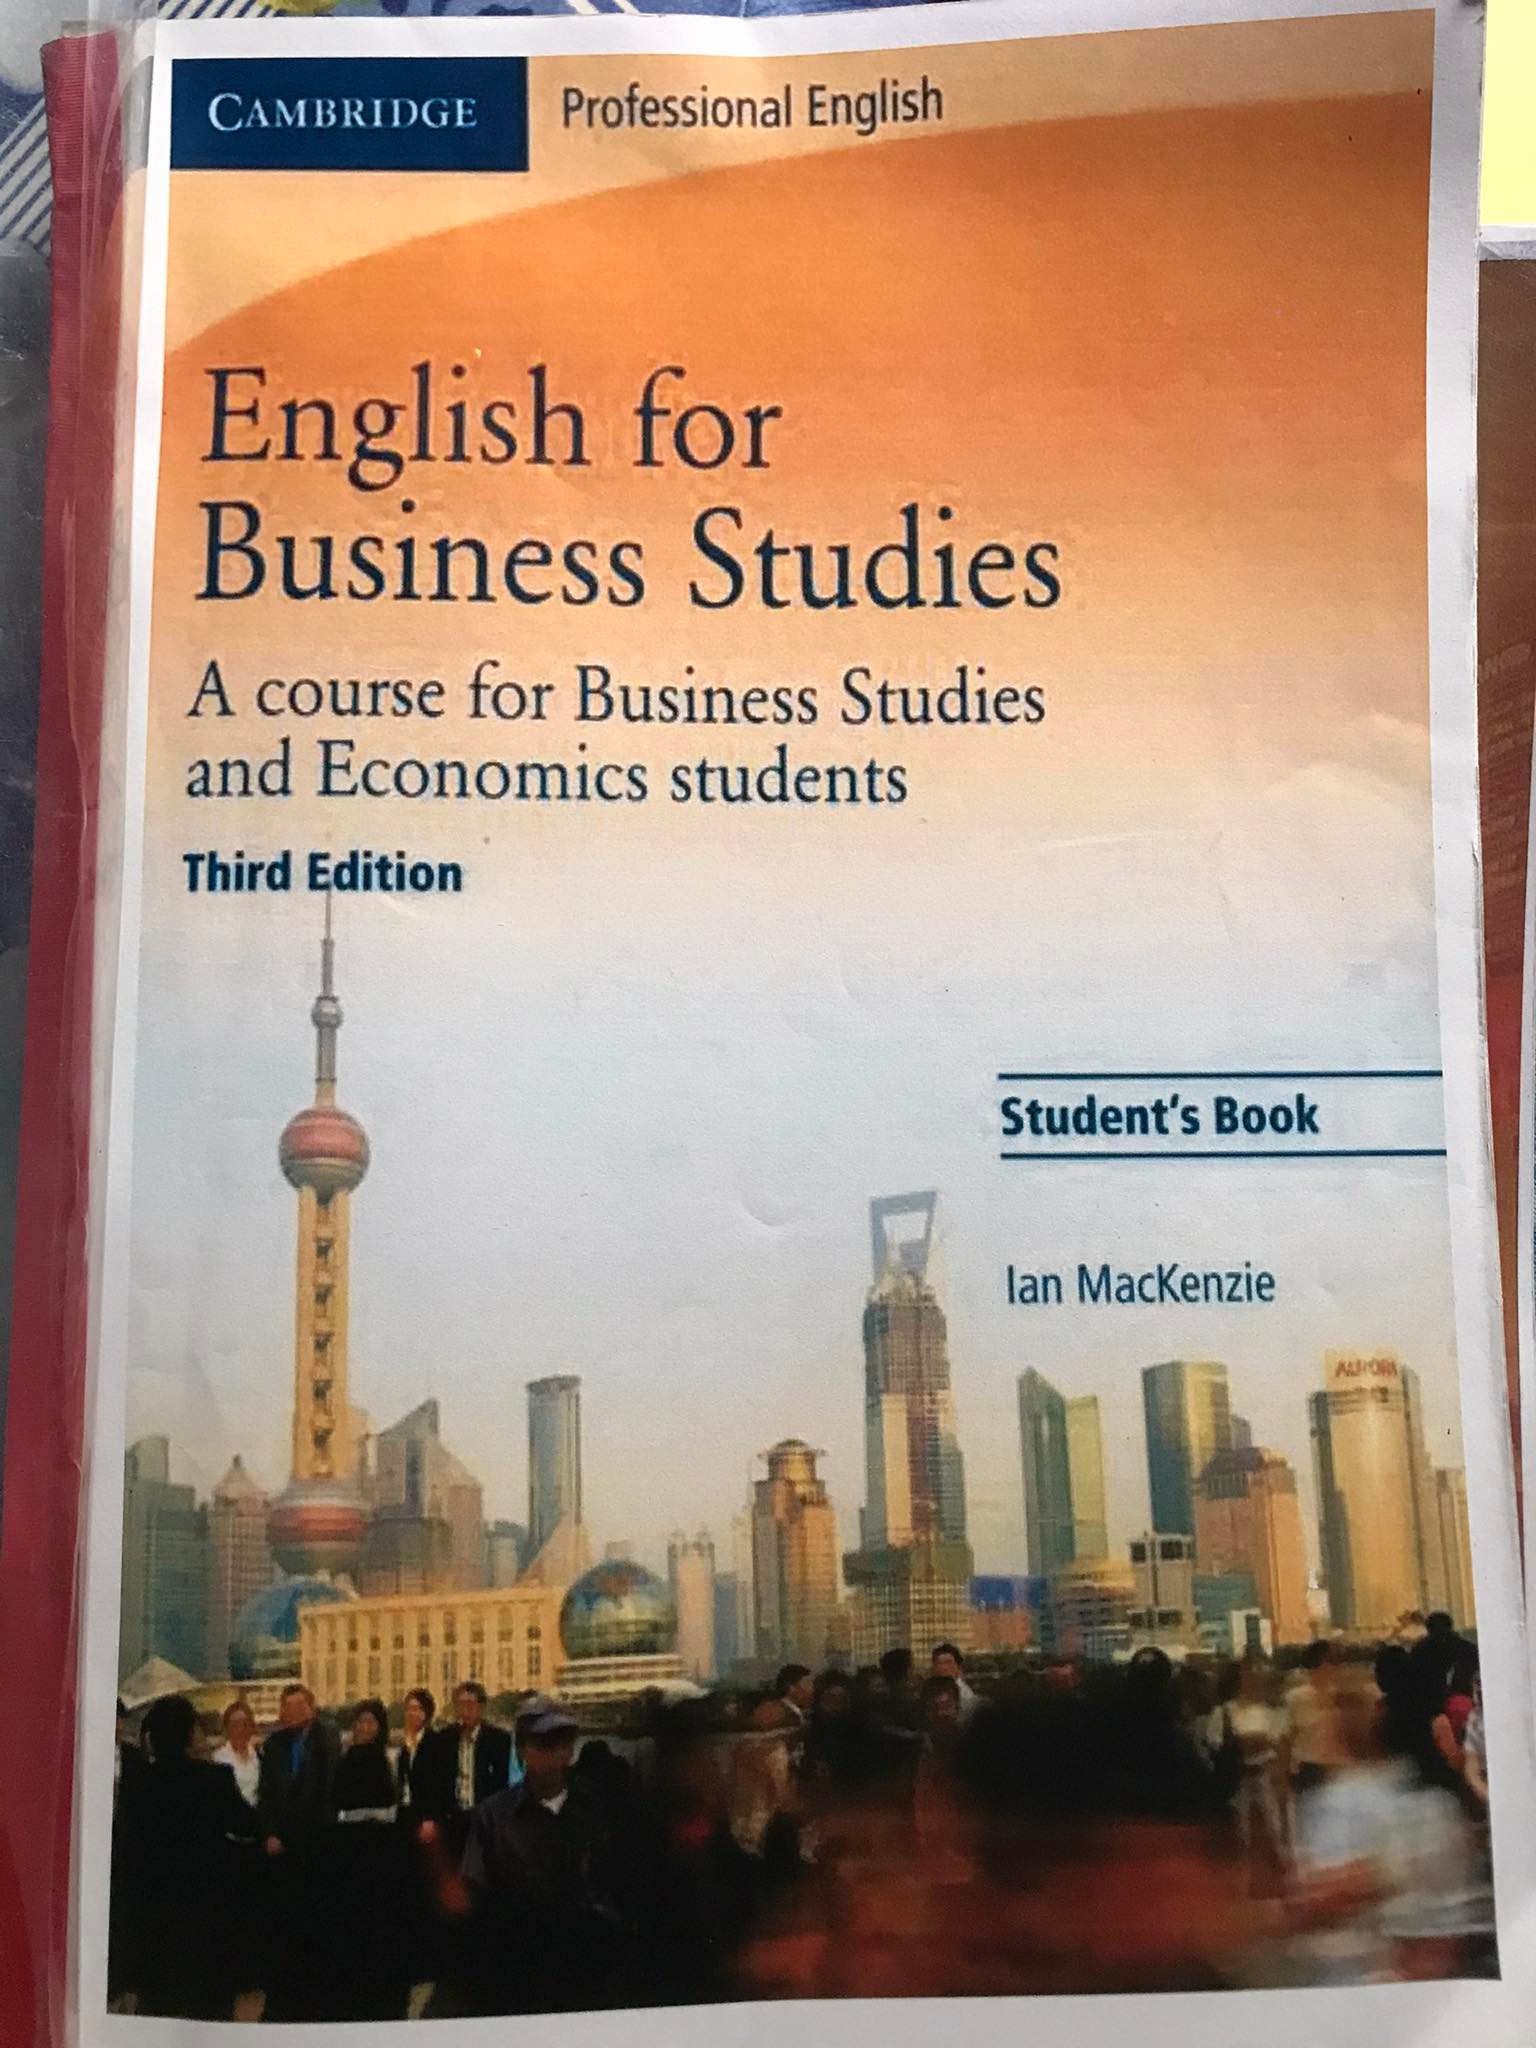 CAMBRIDGE
Professional English
English for
Business Studies
A course for Business Studies
and Economics students
Third Edition
Student's Book
Ian MacKenzie
AURORA